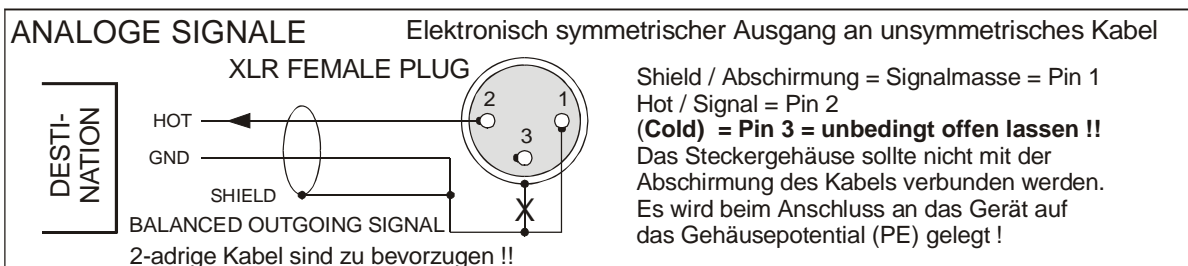 ANALOGE SIGNALE
Elektronisch symmetrischer Ausgang an unsymmetrisches Kabel
XLR FEMALE PLUG
DESTI-
NATION
HOT
GND
SHIELD
2
1
3
X
BALANCED OUTGOING SIGNAL
2-adrige Kabel sind zu bevorzugen !!
Shield / Abschirmung = Signalmasse = Pin 1
Hot / Signal = Pin 2
(Cold) = Pin 3 = unbedingt offen lassen !!
Das Steckergehäuse sollte nicht mit der
Abschirmung des Kabels verbunden werden.
Es wird beim Anschluss an das Gerät auf
das Gehäusepotential (PE) gelegt !